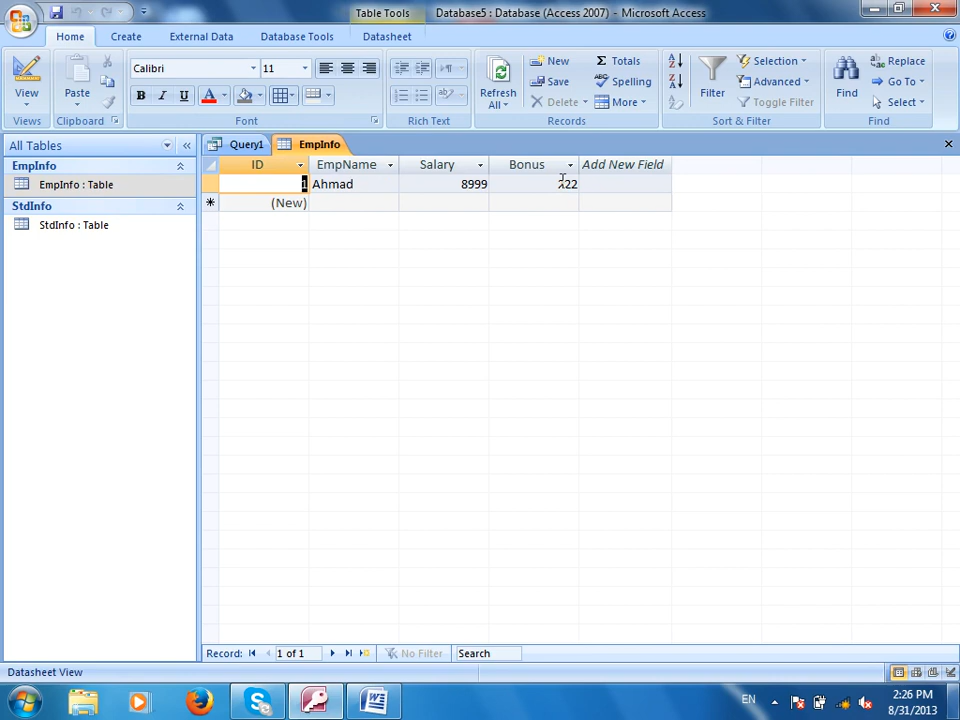 Table Tools
Database5 : Database (Access 2007) - Microsoft Access
Home
Create
External Data
Database Tools
Datasheet
View
Paste
Calibri
11
B
I
U
A
Refresh
All
New
Save
Delete
Σ Totals
Spelling
More
Filter
Selection
Advanced
Toggle Filter
Find
Replace
Go To
Select
Views
Clipboard
Font
Rich Text
Records
Sort & Filter
Find
All Tables
EmpInfo
EmpInfo : Table
StdInfo
StdInfo : Table
Query1
EmpInfo
ID
EmpName
Salary
Bonus
Add New Field
1
Ahmad
8999
(New)
Record:
1 of 1
No Filter
Search
Datasheet View
EN
2:26 PM
8/31/2013